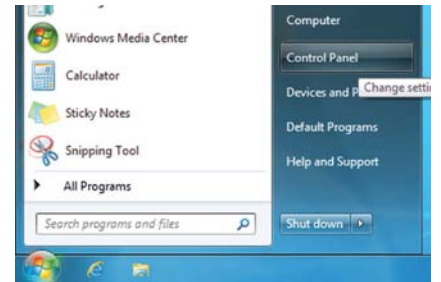 Windows Media Center
Calculator
Sticky Notes
Snipping Tool
All Programs
Search programs and files
Computer
Control Panel
Devices and
Change
Default Programs
Help and Support
Shut down